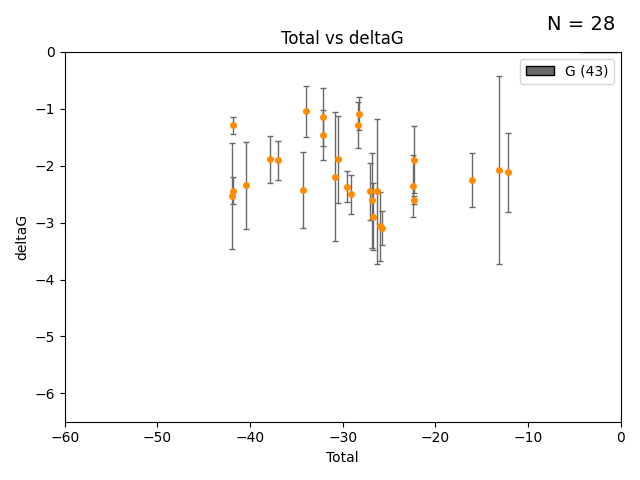 N = 28
Total vs deltaG
G (43)
deltaG
0
−1
−2
−3
−4
−5
−6
−60 −50 −40 −30 −20 −10 0
Total